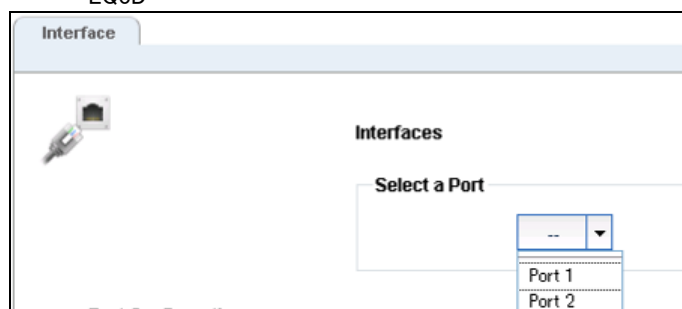 Interface
Interfaces
Select a Port
--
Port 1
Port 2